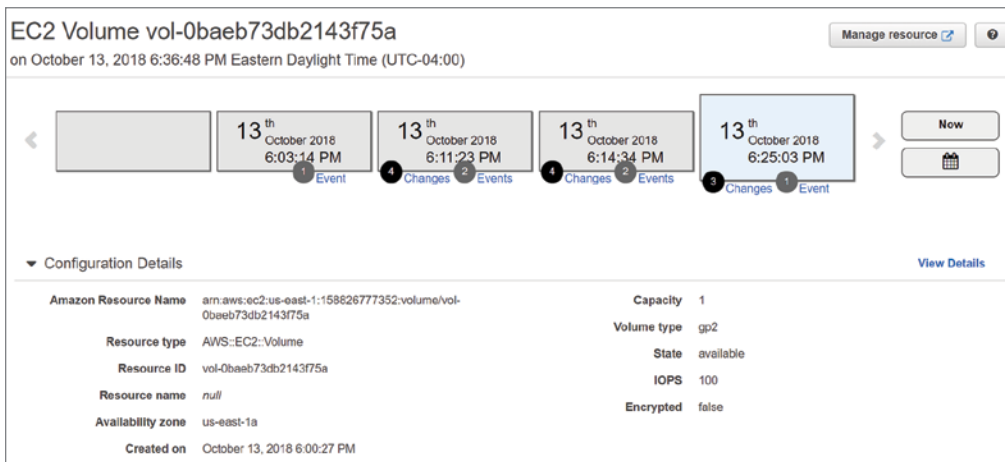 EC2 Volume vol-0baeb73db2143f75a
Manage resource
?
on October 13, 2018 6:36:48 PM Eastern Daylight Time (UTC-04:00)
13 th October 2018
6:03:14 PM
1 Event
13 th October 2018
6:11:23 PM
4 Changes 2 Events
13 th October 2018
6:14:34 PM
4 Changes 2 Events
13 th October 2018
6:25:03 PM
3 Changes 1 Event
Now
Configuration Details
View Details
Amazon Resource Name arn:aws:ec2:us-east-1:158826777352:volume/vol-
0baeb73db2143f75a
Resource type AWS::EC2::Volume
Resource ID vol-0baeb73db2143f75a
Resource name null
Availability zone us-east-1a
Created on October 13, 2018 6:00:27 PM
Capacity 1
Volume type gp2
State available
IOPS 100
Encrypted false